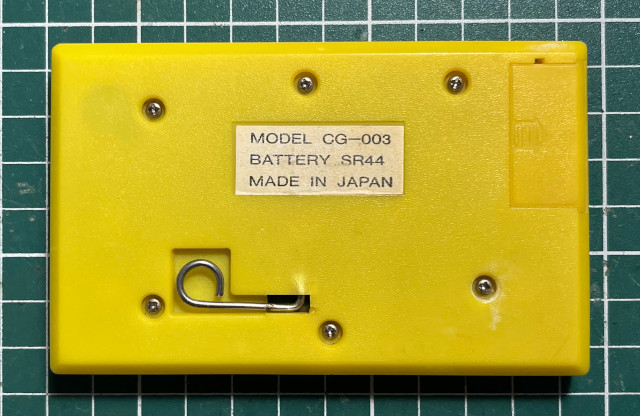 MODEL CG-003
BATTERY SR44
MADE IN JAPAN